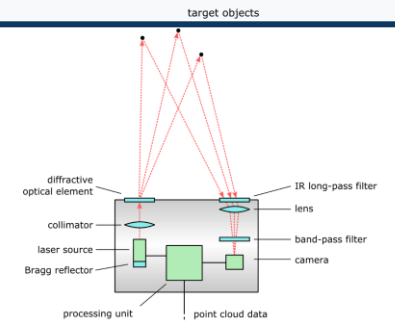 target objects
diffractive
optical element
IR long-pass filter
lens
collimator
band-pass filter
laser source
camera
Bragg reflector
processing unit
point cloud data